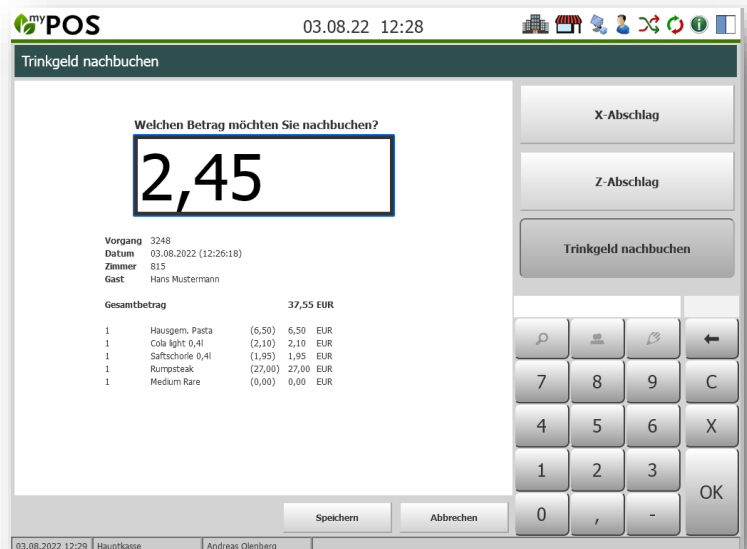 myPOS 03.08.22 12:28
Trinkgeld nachbuchen
Welchen Betrag möchten Sie nachbuchen?
2,45
Vorgang 3248
Datum 03.08.2022 (12:26:18)
Zimmer 815
Gast Hans Mustermann
Gesamtbetrag 37,55 EUR
1 Hausgem. Pasta (6,50) 6,50 EUR
1 Cola light 0,4l (2,10) 2,10 EUR
1 Saftschorle 0,4l (1,95) 1,95 EUR
1 Rumpsteak (27,00) 27,00 EUR
1 Medium Rare (0,00) 0,00 EUR
Speichern Abbrechen
X-Abschlag
Z-Abschlag
Trinkgeld nachbuchen
7 8 9 C
4 5 6 X
1 2 3 OK
0 , -
03.08.2022 12:29 Hauptkasse Andreas Olenberg